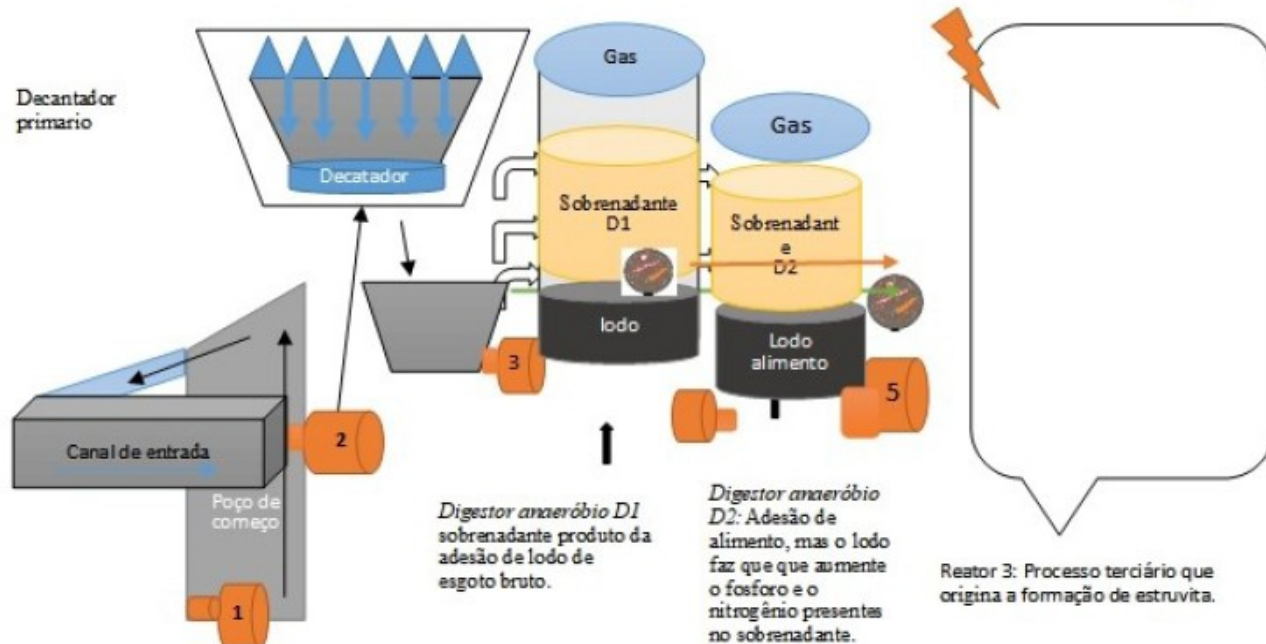 Decantador
primario
Decatador
Gas
Gas
Sobrenadante
D1
Sobrenadant
e
D2
lodo
Lodo
alimento
3
5
2
Canal de entrada
Poço de
começo
1
Digestor anaeróbio D1
sobrenadante produto da
adesão de lodo de
esgoto bruto.
Digestor anaeróbio
D2: Adesão de
alimento, mas o lodo
faz que que aumente
o fosforo e o
nitrogênio presentes
no sobrenadante.
Reator 3: Processo terciário que
origina a formação de estruvita.